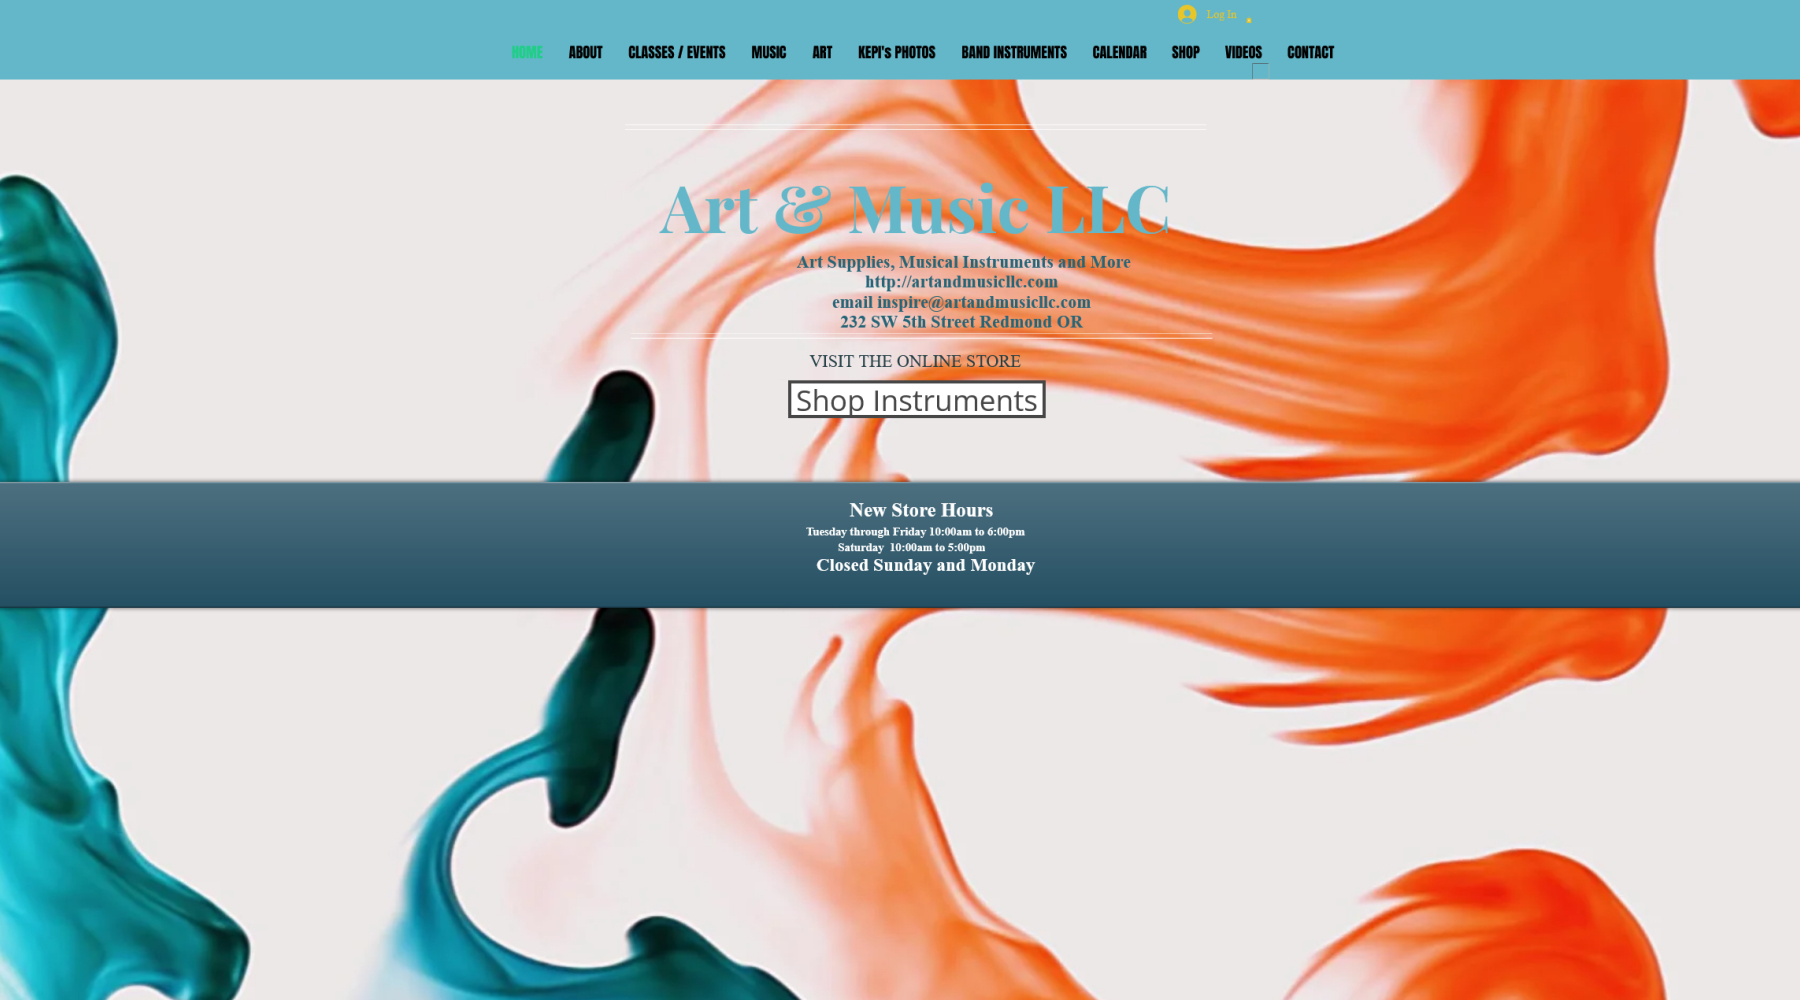 Log In
HOME ABOUT CLASSES / EVENTS MUSIC ART KEPI's PHOTOS BAND INSTRUMENTS CALENDAR SHOP VIDEOS CONTACT
Art & Music LLC
Art Supplies, Musical Instruments and More
http://artandmusicllc.com
email inspire@artandmusicllc.com
232 SW 5th Street Redmond OR
VISIT THE ONLINE STORE
Shop Instruments
New Store Hours
Tuesday through Friday 10:00am to 6:00pm
Saturday  10:00am to 5:00pm
Closed Sunday and Monday